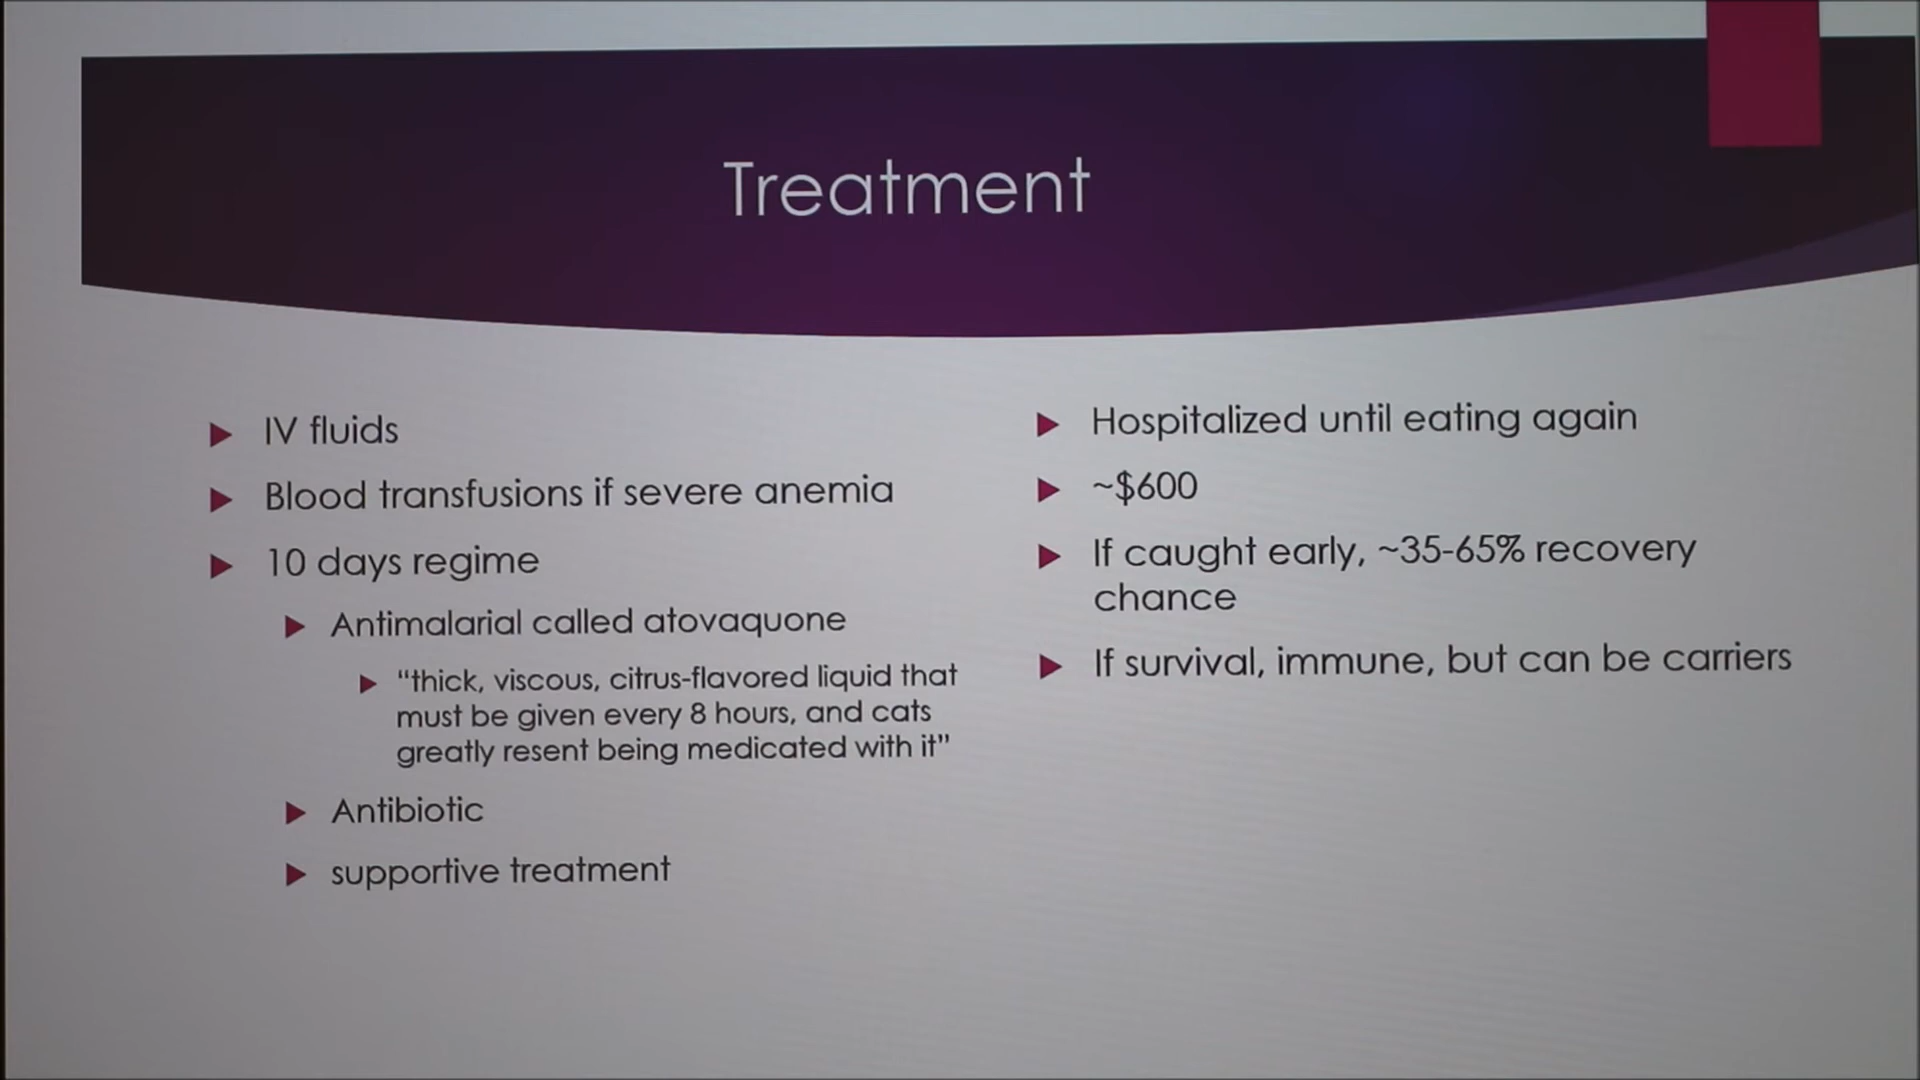 Treatment
IV fluids
Blood transfusions if severe anemia
10 days regime
Antimalarial called atovaquone
“thick, viscous, citrus-flavored liquid that
must be given every 8 hours, and cats
greatly resent being medicated with it”
Antibiotic
supportive treatment
Hospitalized until eating again
~$600
If caught early, ~35-65% recovery
chance
If survival, immune, but can be carriers